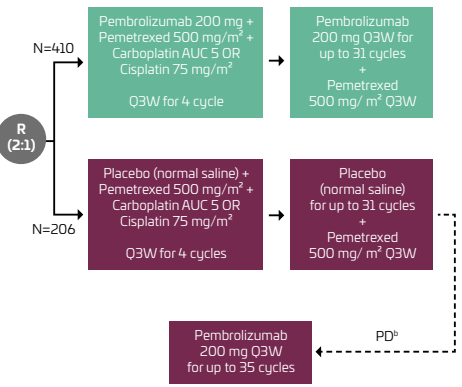 N=410
Pembrolizumab 200 mg +
Pemetrexed 500 mg/m² +
Carboplatin AUC 5 OR
Cisplatin 75 mg/m²
Q3W for 4 cycle
Pembrolizumab
200 mg Q3W for
up to 31 cycles
+
Pemetrexed
500 mg/ m² Q3W
R
(2:1)
N=206
Placebo (normal saline) +
Pemetrexed 500 mg/m² +
Carboplatin AUC 5 OR
Cisplatin 75 mg/m²
Q3W for 4 cycles
Placebo
(normal saline)
for up to 31 cycles
+
Pemetrexed
500 mg/ m² Q3W
Pembrolizumab
200 mg Q3W
for up to 35 cycles
PDᵇ